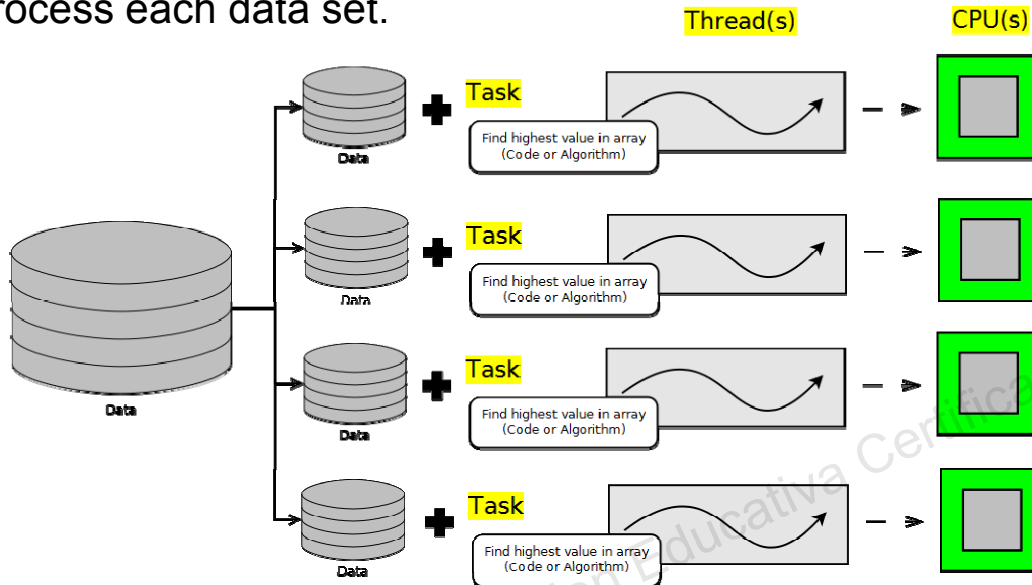 rocess each data set.
Thread(s)
CPU(s)
Task
Find highest value in array
(Code or Algorithm)
Data
Task
Find highest value in array
(Code or Algorithm)
Data
Data
Task
Find highest value in array
(Code or Algorithm)
Data
Task
Find highest value in array
(Code or Algorithm)
Data
Educativa Certifica